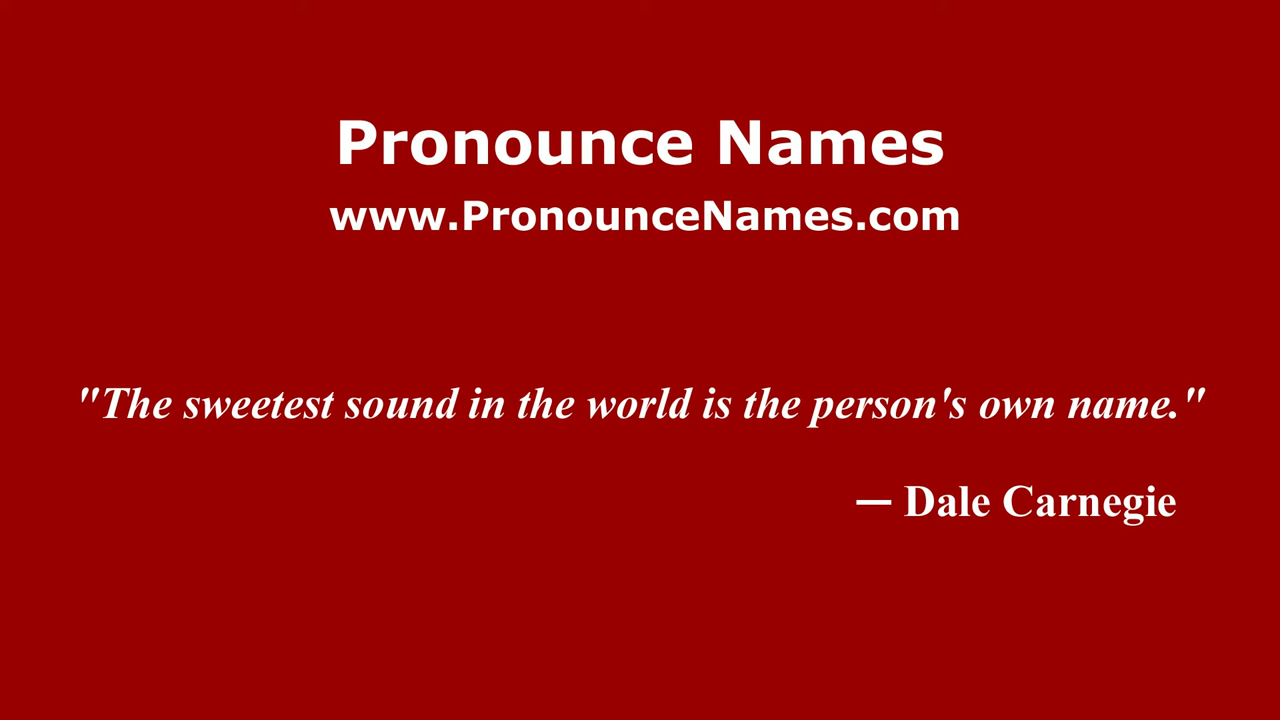 Pronounce Names
www.PronounceNames.com
"The sweetest sound in the world is the person's own name."
— Dale Carnegie